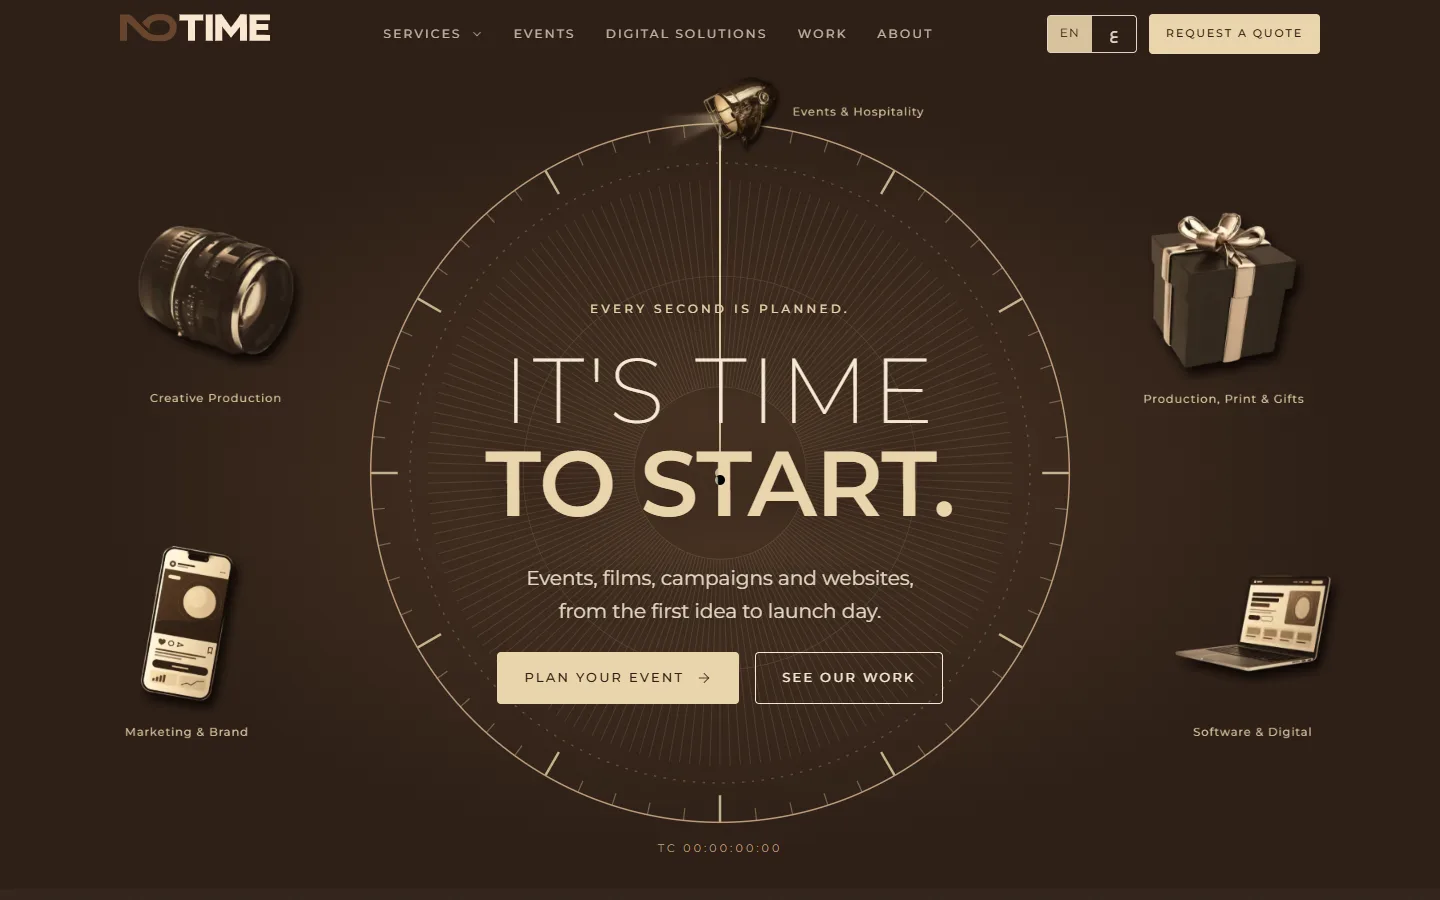 NOTIME
SERVICES
EVENTS
DIGITAL SOLUTIONS
WORK
ABOUT
EN
ع
REQUEST A QUOTE
Events & Hospitality
Creative Production
Production, Print & Gifts
EVERY SECOND IS PLANNED.
IT'S TIME
TO START.
Events, films, campaigns and websites,
from the first idea to launch day.
PLAN YOUR EVENT
SEE OUR WORK
Marketing & Brand
Software & Digital
TC 00:00:00:00